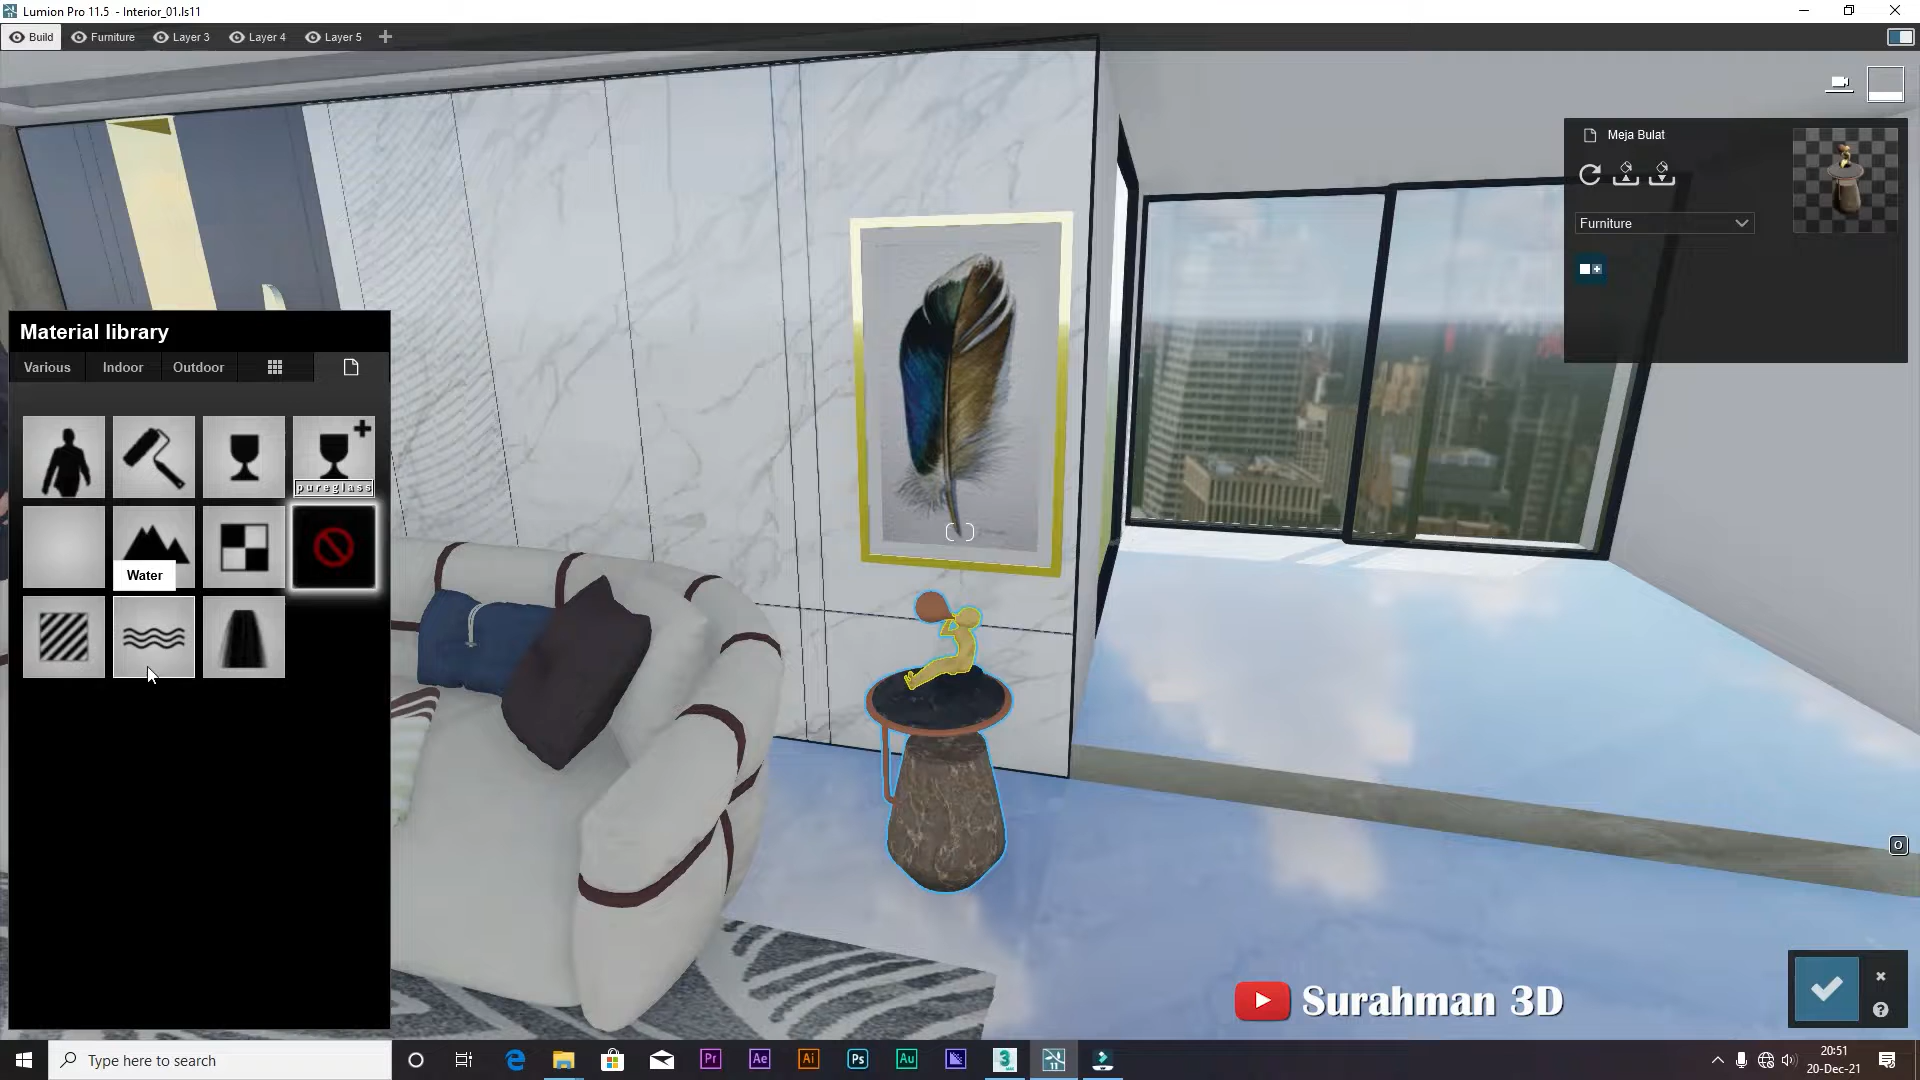 Lumion Pro 11.5 - Interior_01.ls11
Build
Furniture
Layer 3
Layer 4
Layer 5
Meja Bulat
Furniture
Material library
Various
Indoor
Outdoor
pureglass
Water
O
Surahman 3D
?
Type here to search
Pr
Ae
Ai
Ps
Au
3
11
20:51
20-Dec-21